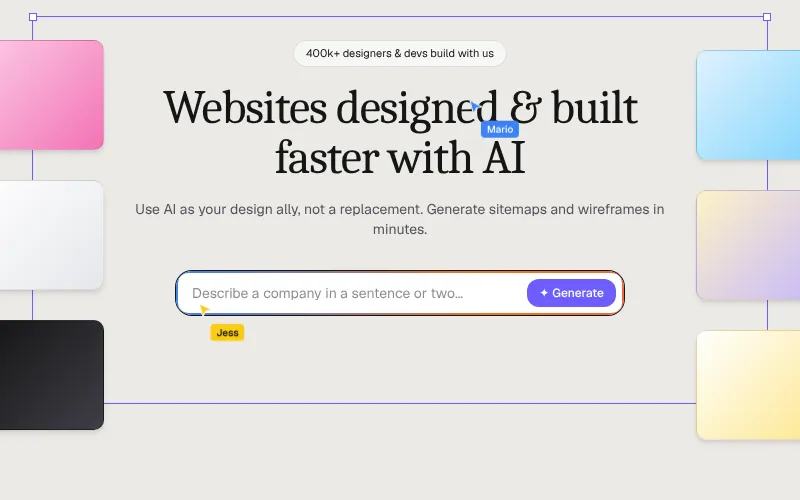 400k+ designers & devs build with us
Websites designed & built
Mario
faster with AI
Use AI as your design ally, not a replacement. Generate sitemaps and wireframes in
minutes.
Describe a company in a sentence or two...
✦ Generate
Jess